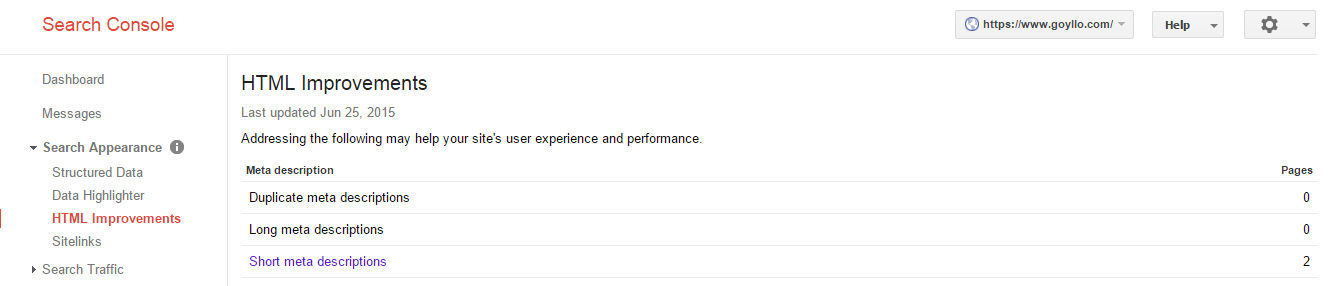 Search Console
https://www.goyllo.com/
Help
Dashboard
Messages
Search Appearance
Structured Data
Data Highlighter
HTML Improvements
Sitelinks
Search Traffic
HTML Improvements
Last updated Jun 25, 2015
Addressing the following may help your site's user experience and performance.
Meta description Pages
Duplicate meta descriptions 0
Long meta descriptions 0
Short meta descriptions 2